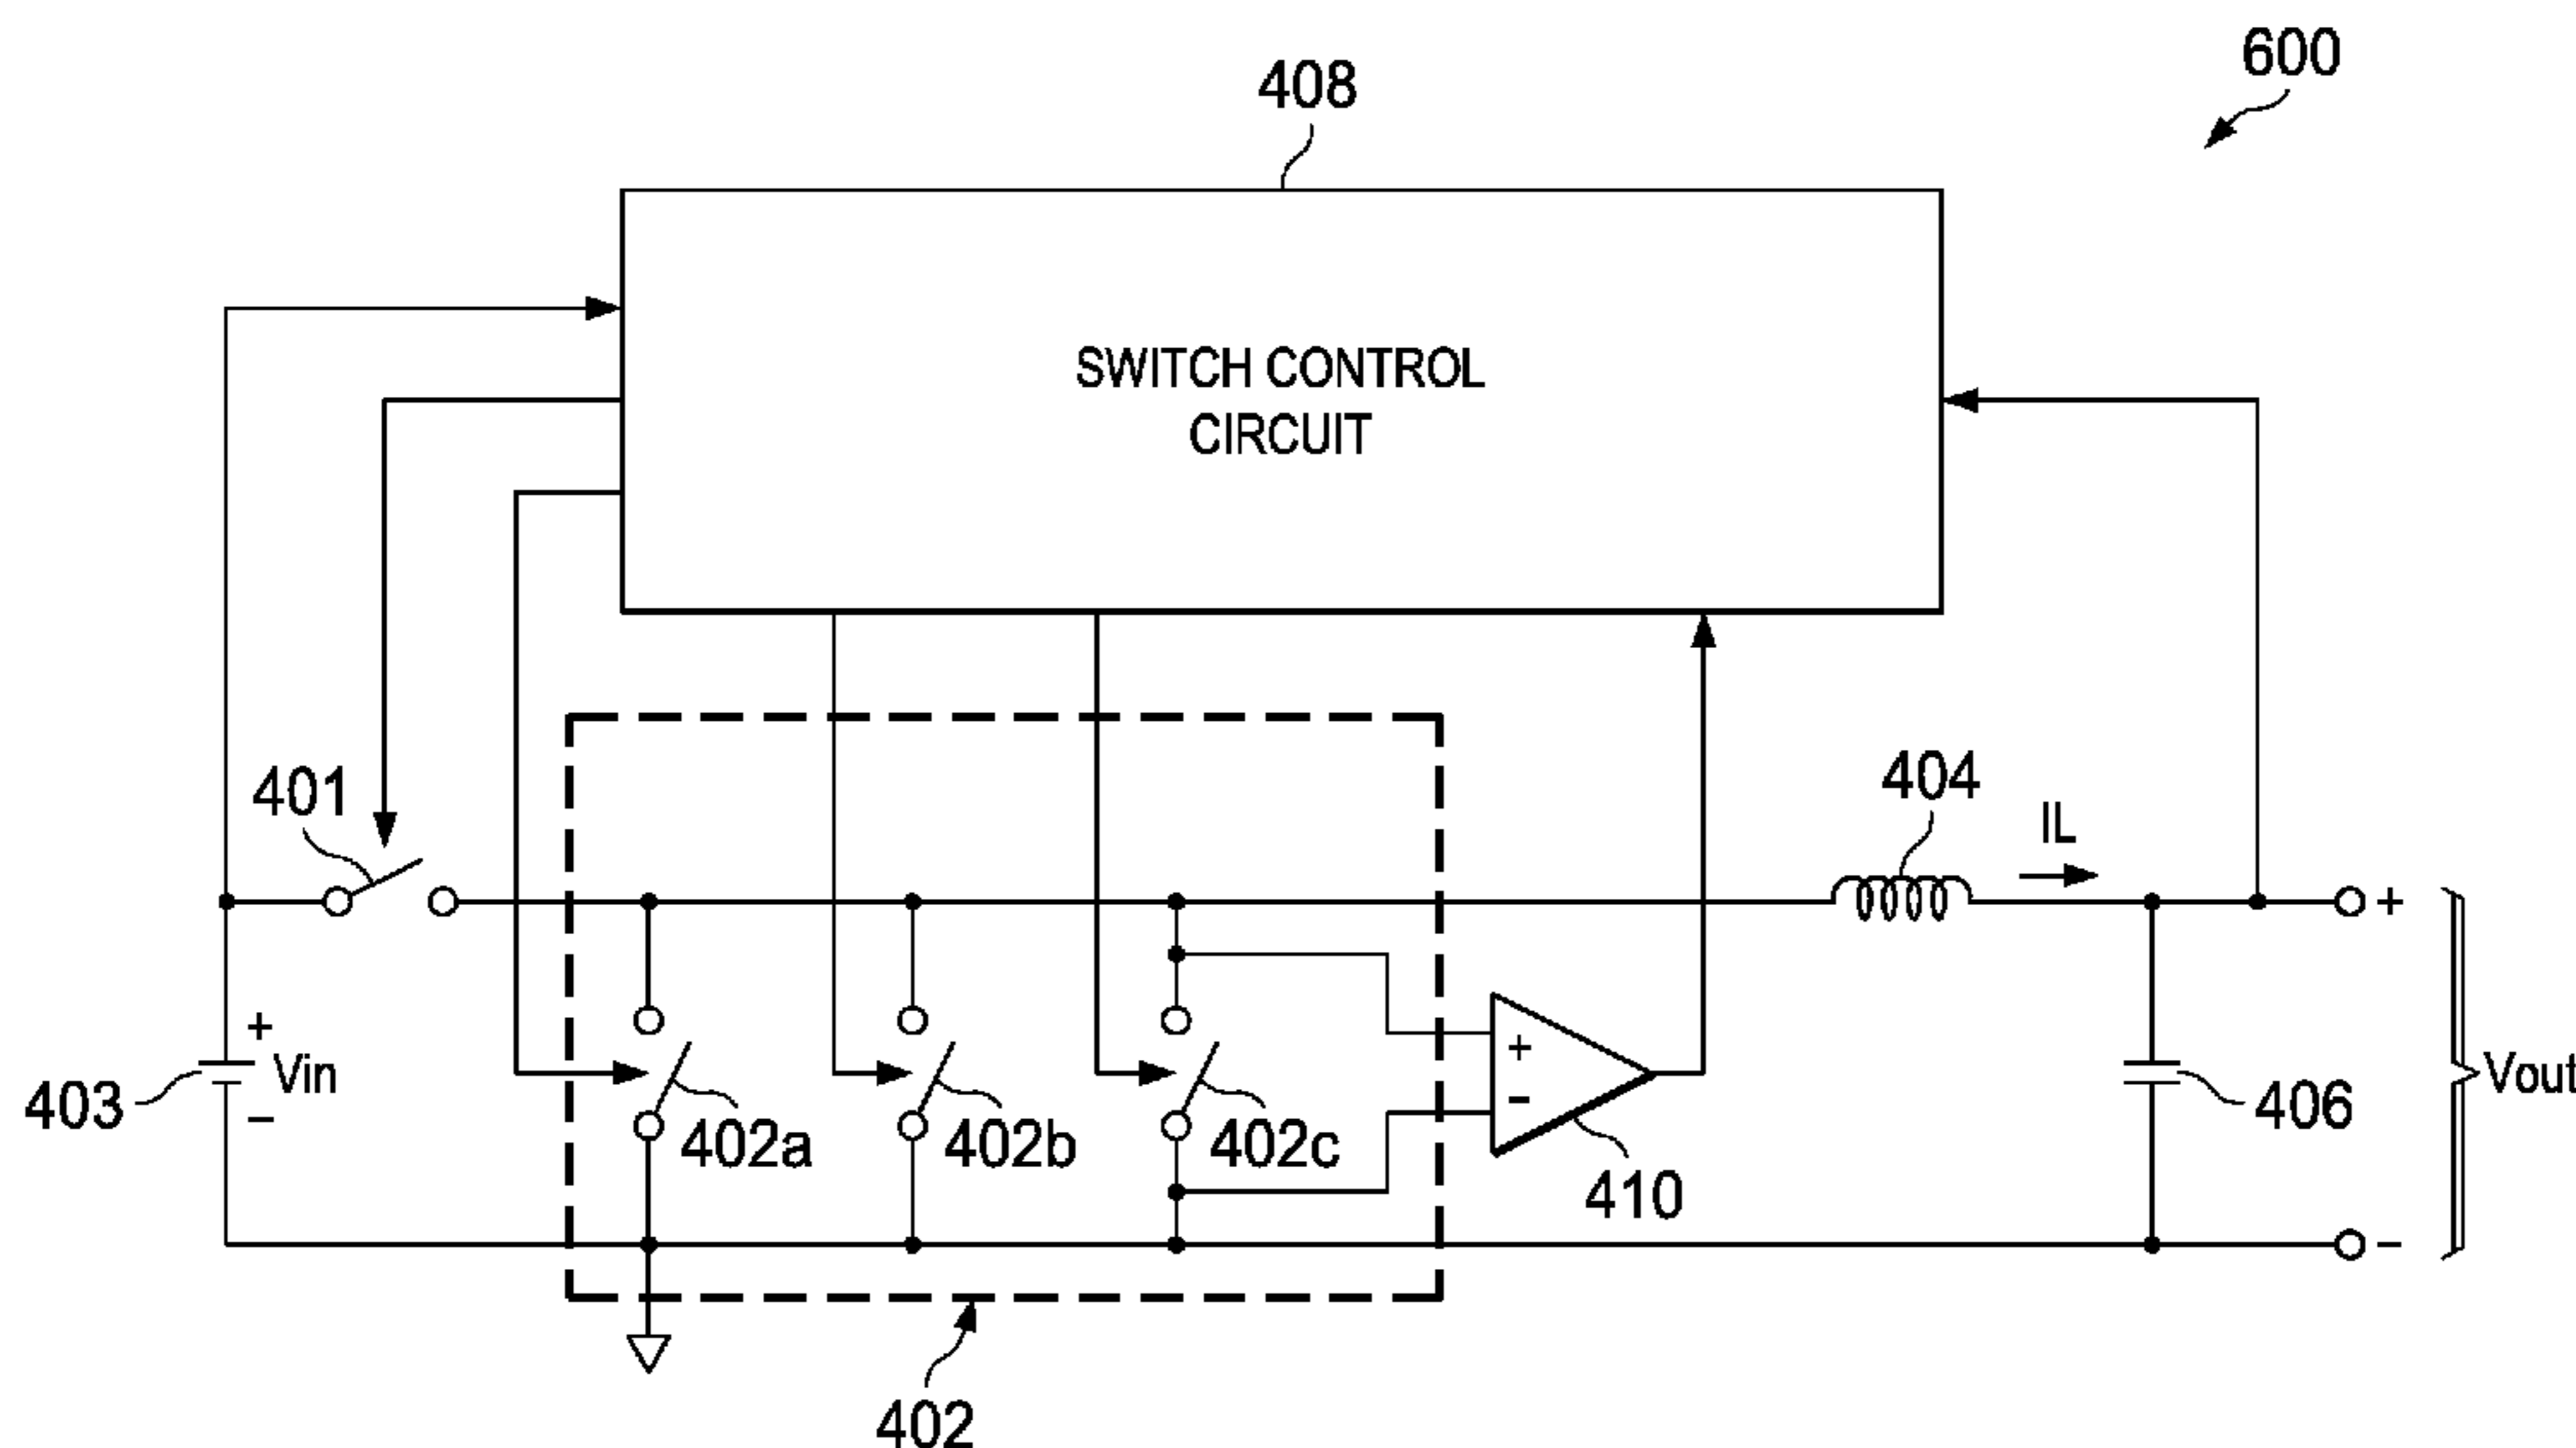 600
408
SWITCH CONTROL
CIRCUIT
401
404
IL
+
+
Vin
−
403
402a
402b
402c
+
−
410
406
Vout
−
402